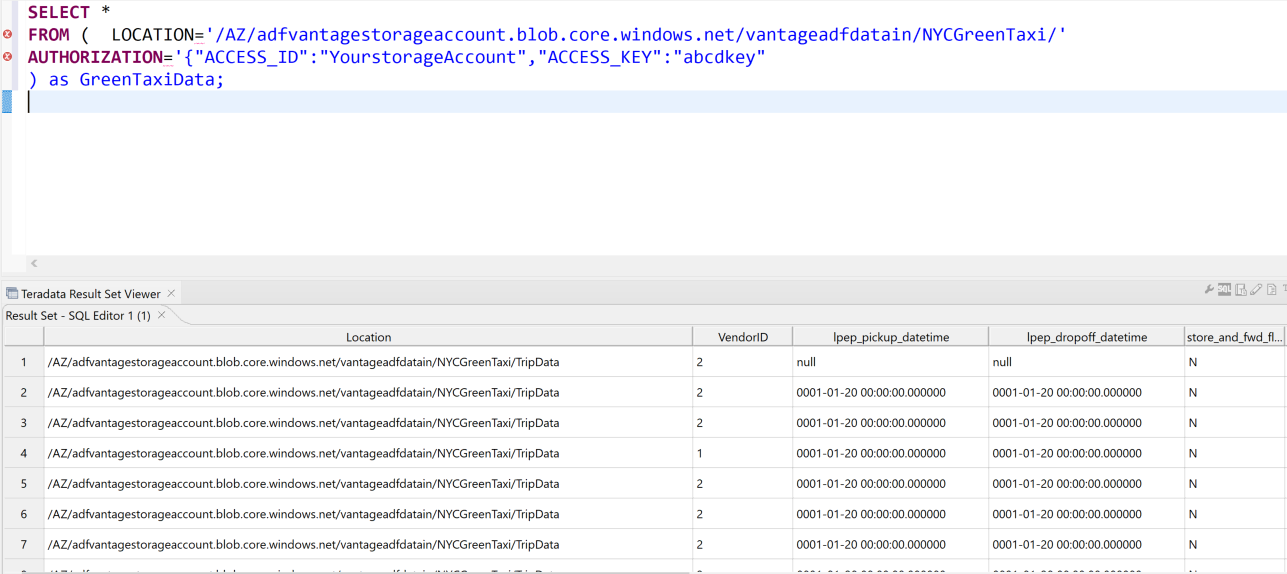 SELECT *
FROM (  LOCATION='/AZ/adfvantagestorageaccount.blob.core.windows.net/vantageadfdatain/NYCGreenTaxi/'
AUTHORIZATION='{"ACCESS_ID":"YourstorageAccount","ACCESS_KEY":"abcdkey"
) as GreenTaxiData;
Teradata Result Set Viewer
SQL
Result Set - SQL Editor 1 (1)
Location VendorID lpep_pickup_datetime lpep_dropoff_datetime store_and_fwd_fl...
1 /AZ/adfvantagestorageaccount.blob.core.windows.net/vantageadfdatain/NYCGreenTaxi/TripData 2 null null N
2 /AZ/adfvantagestorageaccount.blob.core.windows.net/vantageadfdatain/NYCGreenTaxi/TripData 2 0001-01-20 00:00:00.000000 0001-01-20 00:00:00.000000 N
3 /AZ/adfvantagestorageaccount.blob.core.windows.net/vantageadfdatain/NYCGreenTaxi/TripData 2 0001-01-20 00:00:00.000000 0001-01-20 00:00:00.000000 N
4 /AZ/adfvantagestorageaccount.blob.core.windows.net/vantageadfdatain/NYCGreenTaxi/TripData 1 0001-01-20 00:00:00.000000 0001-01-20 00:00:00.000000 N
5 /AZ/adfvantagestorageaccount.blob.core.windows.net/vantageadfdatain/NYCGreenTaxi/TripData 2 0001-01-20 00:00:00.000000 0001-01-20 00:00:00.000000 N
6 /AZ/adfvantagestorageaccount.blob.core.windows.net/vantageadfdatain/NYCGreenTaxi/TripData 2 0001-01-20 00:00:00.000000 0001-01-20 00:00:00.000000 N
7 /AZ/adfvantagestorageaccount.blob.core.windows.net/vantageadfdatain/NYCGreenTaxi/TripData 2 0001-01-20 00:00:00.000000 0001-01-20 00:00:00.000000 N